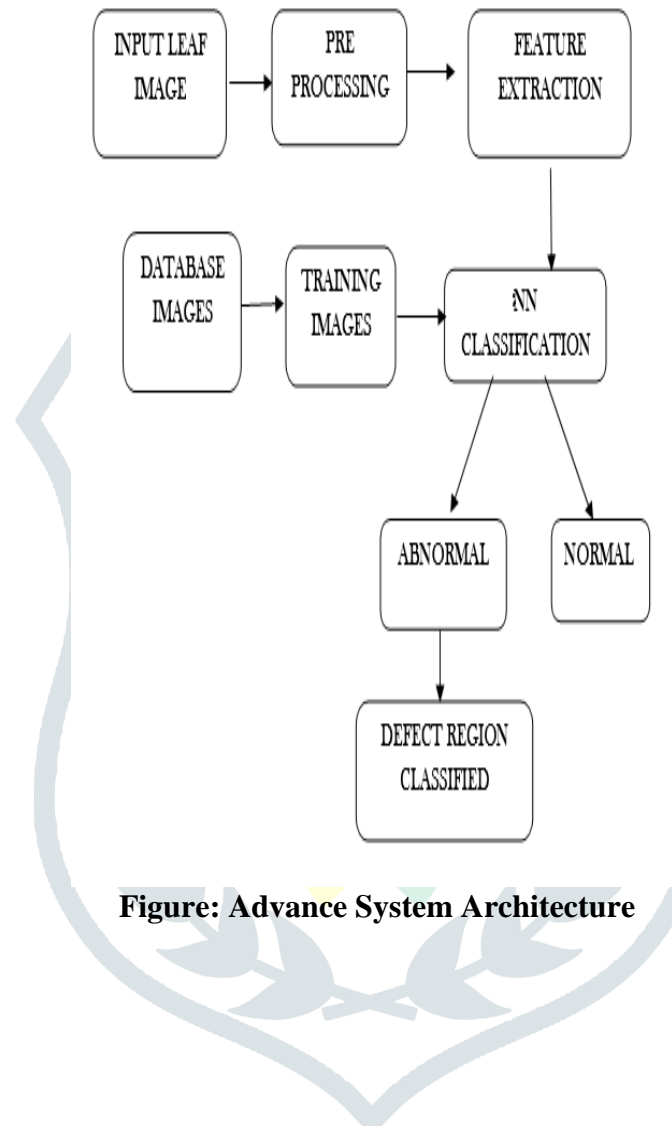 INPUT LEAF
IMAGE
PRE
PROCESSING
FEATURE
EXTRACTION
DATABASE
IMAGES
TRAINING
IMAGES
CLASSIFICATION
ABNORMAL
NORMAL
DEFECT REGION
CLASSIFIED
Figure: Advance System Architecture